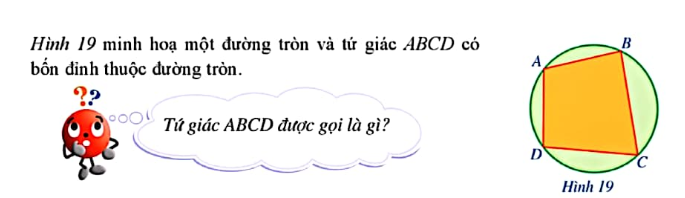 Hình 19 minh hoạ một đường tròn và tứ giác ABCD có
bốn đỉnh thuộc đường tròn.
??
Tứ giác ABCD được gọi là gì?
B
A
D
C
Hình 19